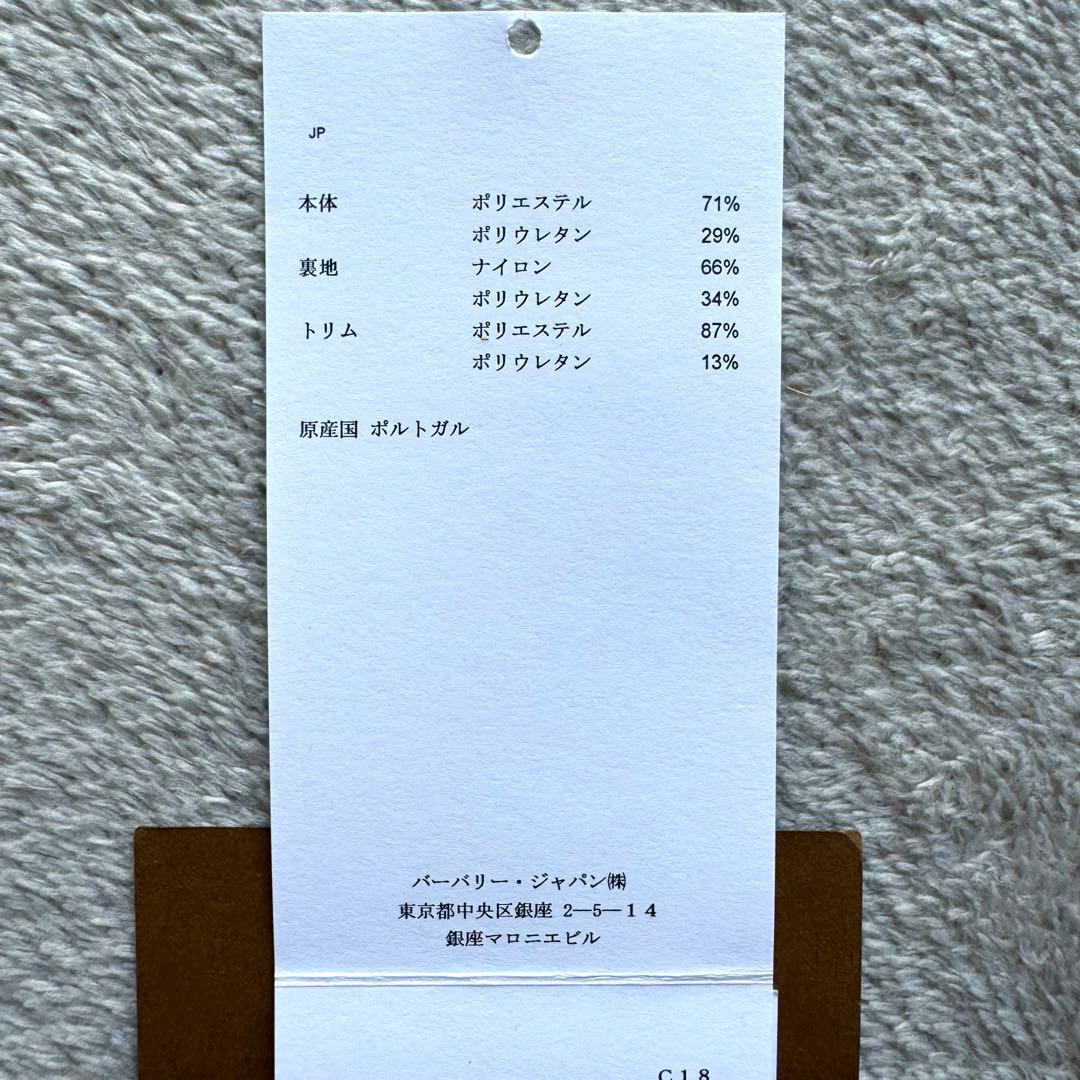 JP
本体 ポリエステル 71%
ポリウレタン 29%
裏地 ナイロン 66%
ポリウレタン 34%
トリム ポリエステル 87%
ポリウレタン 13%
原産国 ポルトガル
バーバリー・ジャパン㈱
東京都中央区銀座 2―5―１４
銀座マロニエビル
C１８